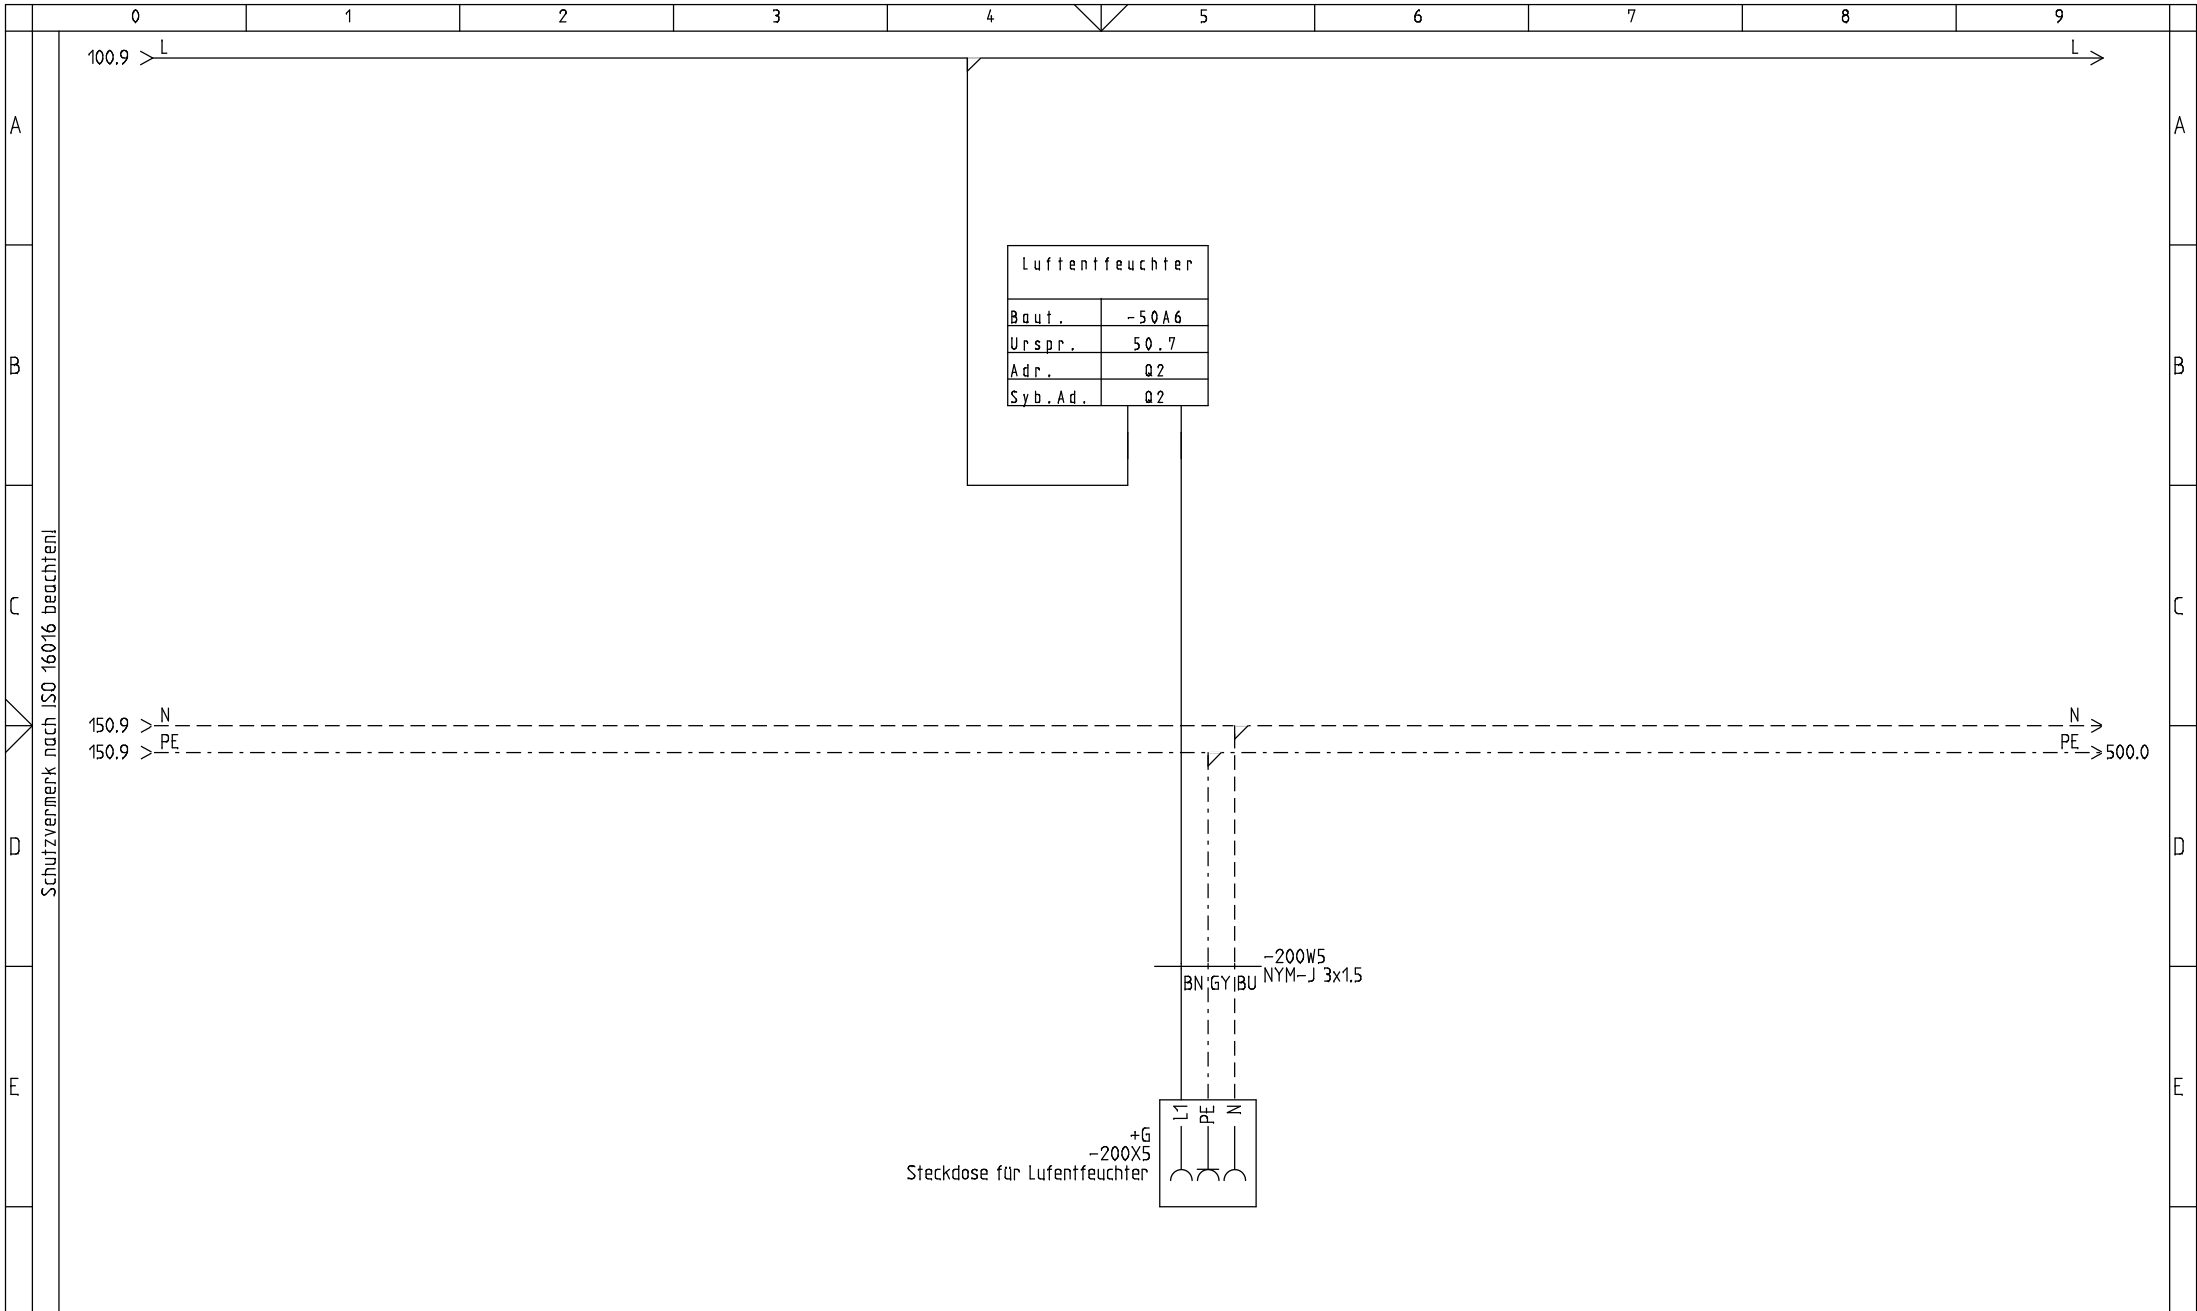 0 1 2 3 4 5 6 7 8 9
100.9 L L
A A
Luftentfeuchter
Baut. -50A6
Urspr. 50.7
Adr. Q2
Syb.Ad. Q2
B B
C C
Schutzvermerk nach ISO 16016 beachten!
150.9 N N
150.9 PE PE 500.0
D D
-200W5
NYM-J 3x1.5
BN GY BU
E E
L1 PE N
+G
-200X5
Steckdose für Lufentfeuchter